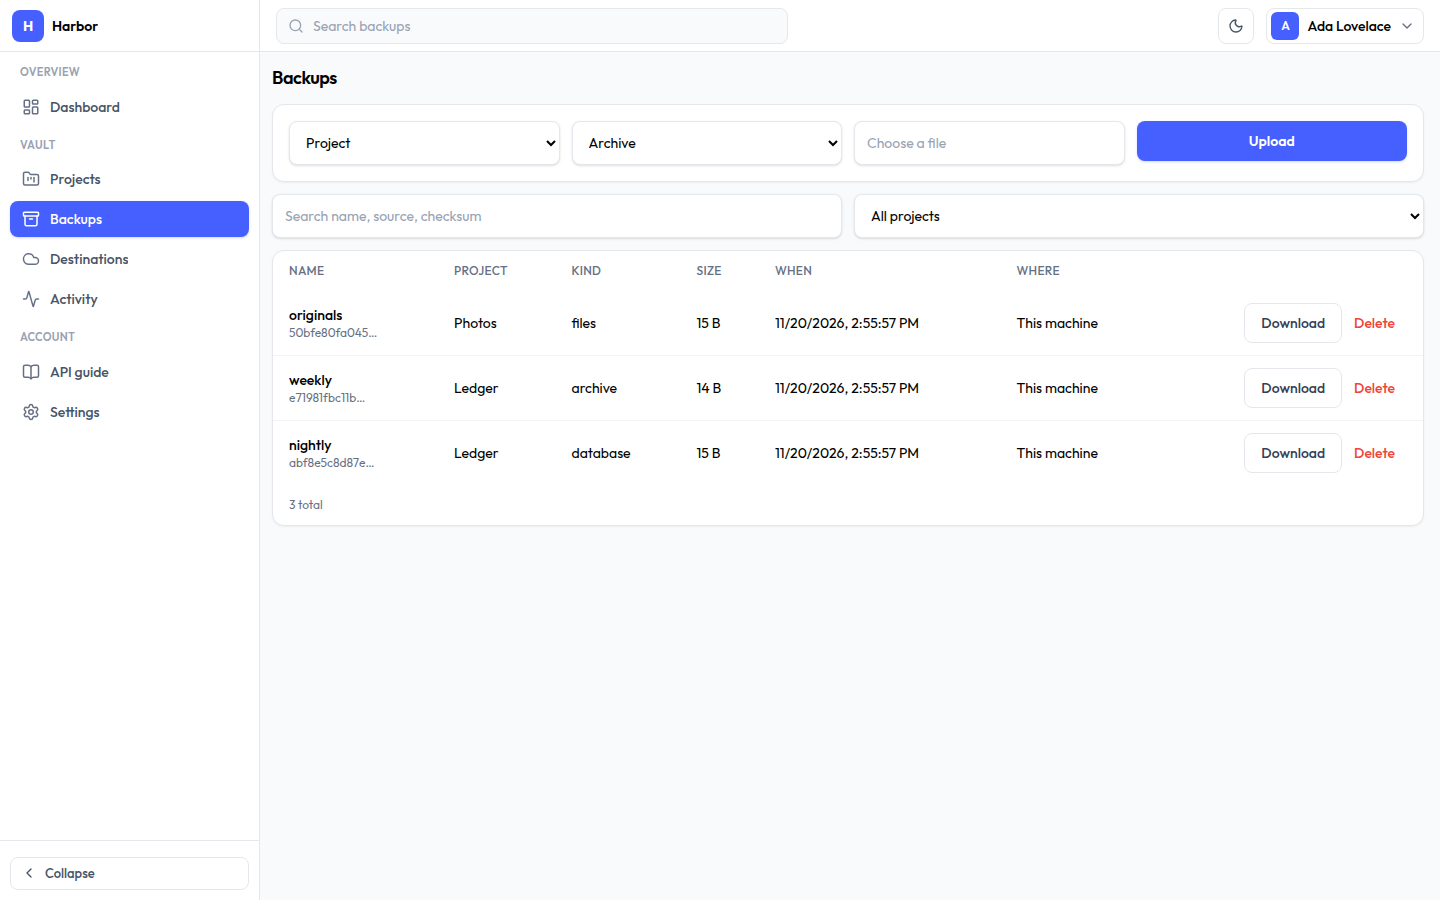 H Harbor
Search backups
A Ada Lovelace
OVERVIEW
Dashboard
VAULT
Projects
Backups
Destinations
Activity
ACCOUNT
API guide
Settings
Collapse
Backups
Project
Archive
Choose a file
Upload
Search name, source, checksum
All projects
NAME PROJECT KIND SIZE WHEN WHERE
originals
50bfe80fa045...
Photos files 15 B 11/20/2026, 2:55:57 PM This machine Download Delete
weekly
e71981fbc11b...
Ledger archive 14 B 11/20/2026, 2:55:57 PM This machine Download Delete
nightly
abf8e5c8d87e...
Ledger database 15 B 11/20/2026, 2:55:57 PM This machine Download Delete
3 total